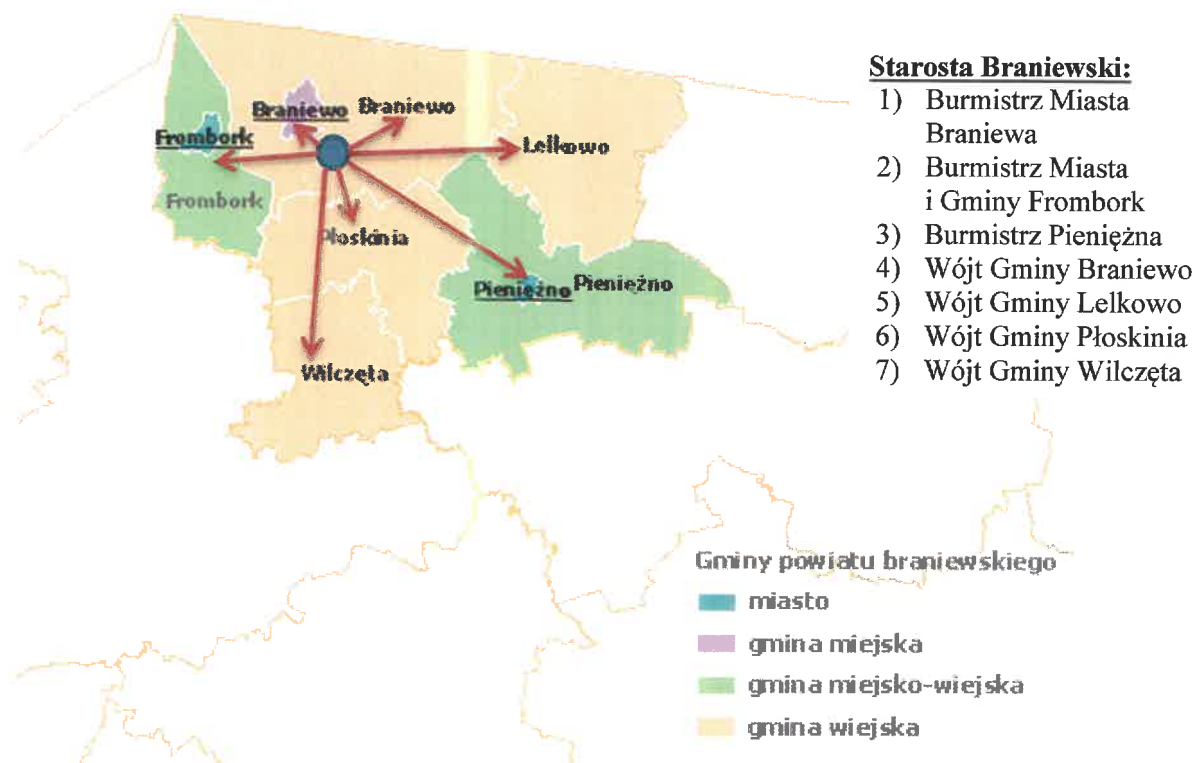 Starosta Braniewski:
1) Burmistrz Miasta
Braniewa
2) Burmistrz Miasta
i Gminy Frombork
3) Burmistrz Pieniężna
4) Wójt Gminy Braniewo
5) Wójt Gminy Lelkowo
6) Wójt Gminy Płoskinia
7) Wójt Gminy Wilczęta
Braniewo
Braniewo
Frombork
Lelkowo
Frombork
Płoskinia
Pieniężno
Pieniężno
Wilczęta
Gminy powiatu braniewskiego
miasto
gmina miejska
gmina miejsko-wiejska
gmina wiejska